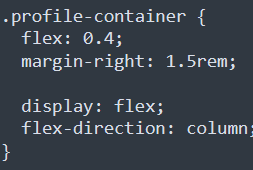 .profile-container {
  flex: 0.4;
  margin-right: 1.5rem;

  display: flex;
  flex-direction: column;
}